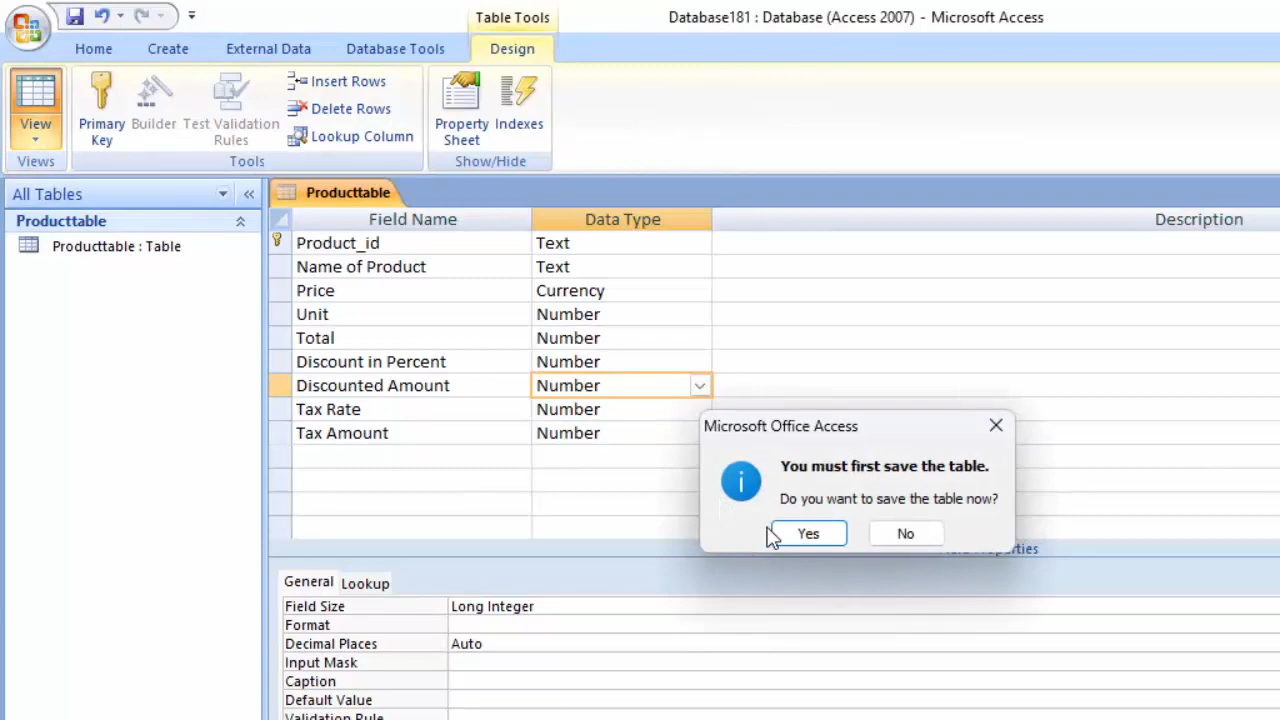 Table Tools
Database181 : Database (Access 2007) - Microsoft Access
Home Create External Data Database Tools Design
View
Views
Primary Key
Builder
Test Validation Rules
Insert Rows
Delete Rows
Lookup Column
Tools
Property Sheet
Indexes
Show/Hide
All Tables
Producttable
Producttable : Table
Producttable
Field Name Data Type Description
Product_id Text
Name of Product Text
Price Currency
Unit Number
Total Number
Discount in Percent Number
Discounted Amount Number
Tax Rate Number
Tax Amount Number
Microsoft Office Access
You must first save the table.
Do you want to save the table now?
Yes No
General Lookup
Field Size Long Integer
Format
Decimal Places Auto
Input Mask
Caption
Default Value
Validation Rule